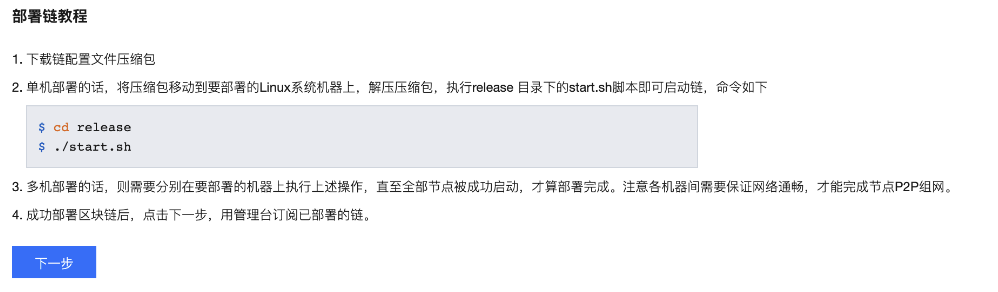 部署链教程
1. 下载链配置文件压缩包
2. 单机部署的话，将压缩包移动到要部署的Linux系统机器上，解压压缩包，执行release 目录下的start.sh脚本即可启动链，命令如下
$ cd release
$ ./start.sh
3. 多机部署的话，则需要分别在要部署的机器上执行上述操作，直至全部节点被成功启动，才算部署完成。注意各机器间需要保证网络通畅，才能完成节点P2P组网。
4. 成功部署区块链后，点击下一步，用管理台订阅已部署的链。
下一步